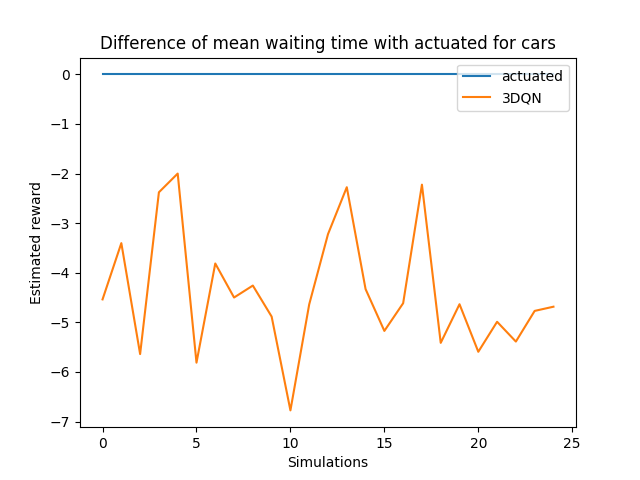 Difference of mean waiting time with actuated for cars
0
−1
−2
−3
−4
−5
−6
−7
Estimated reward
actuated
3DQN
0 5 10 15 20 25
Simulations